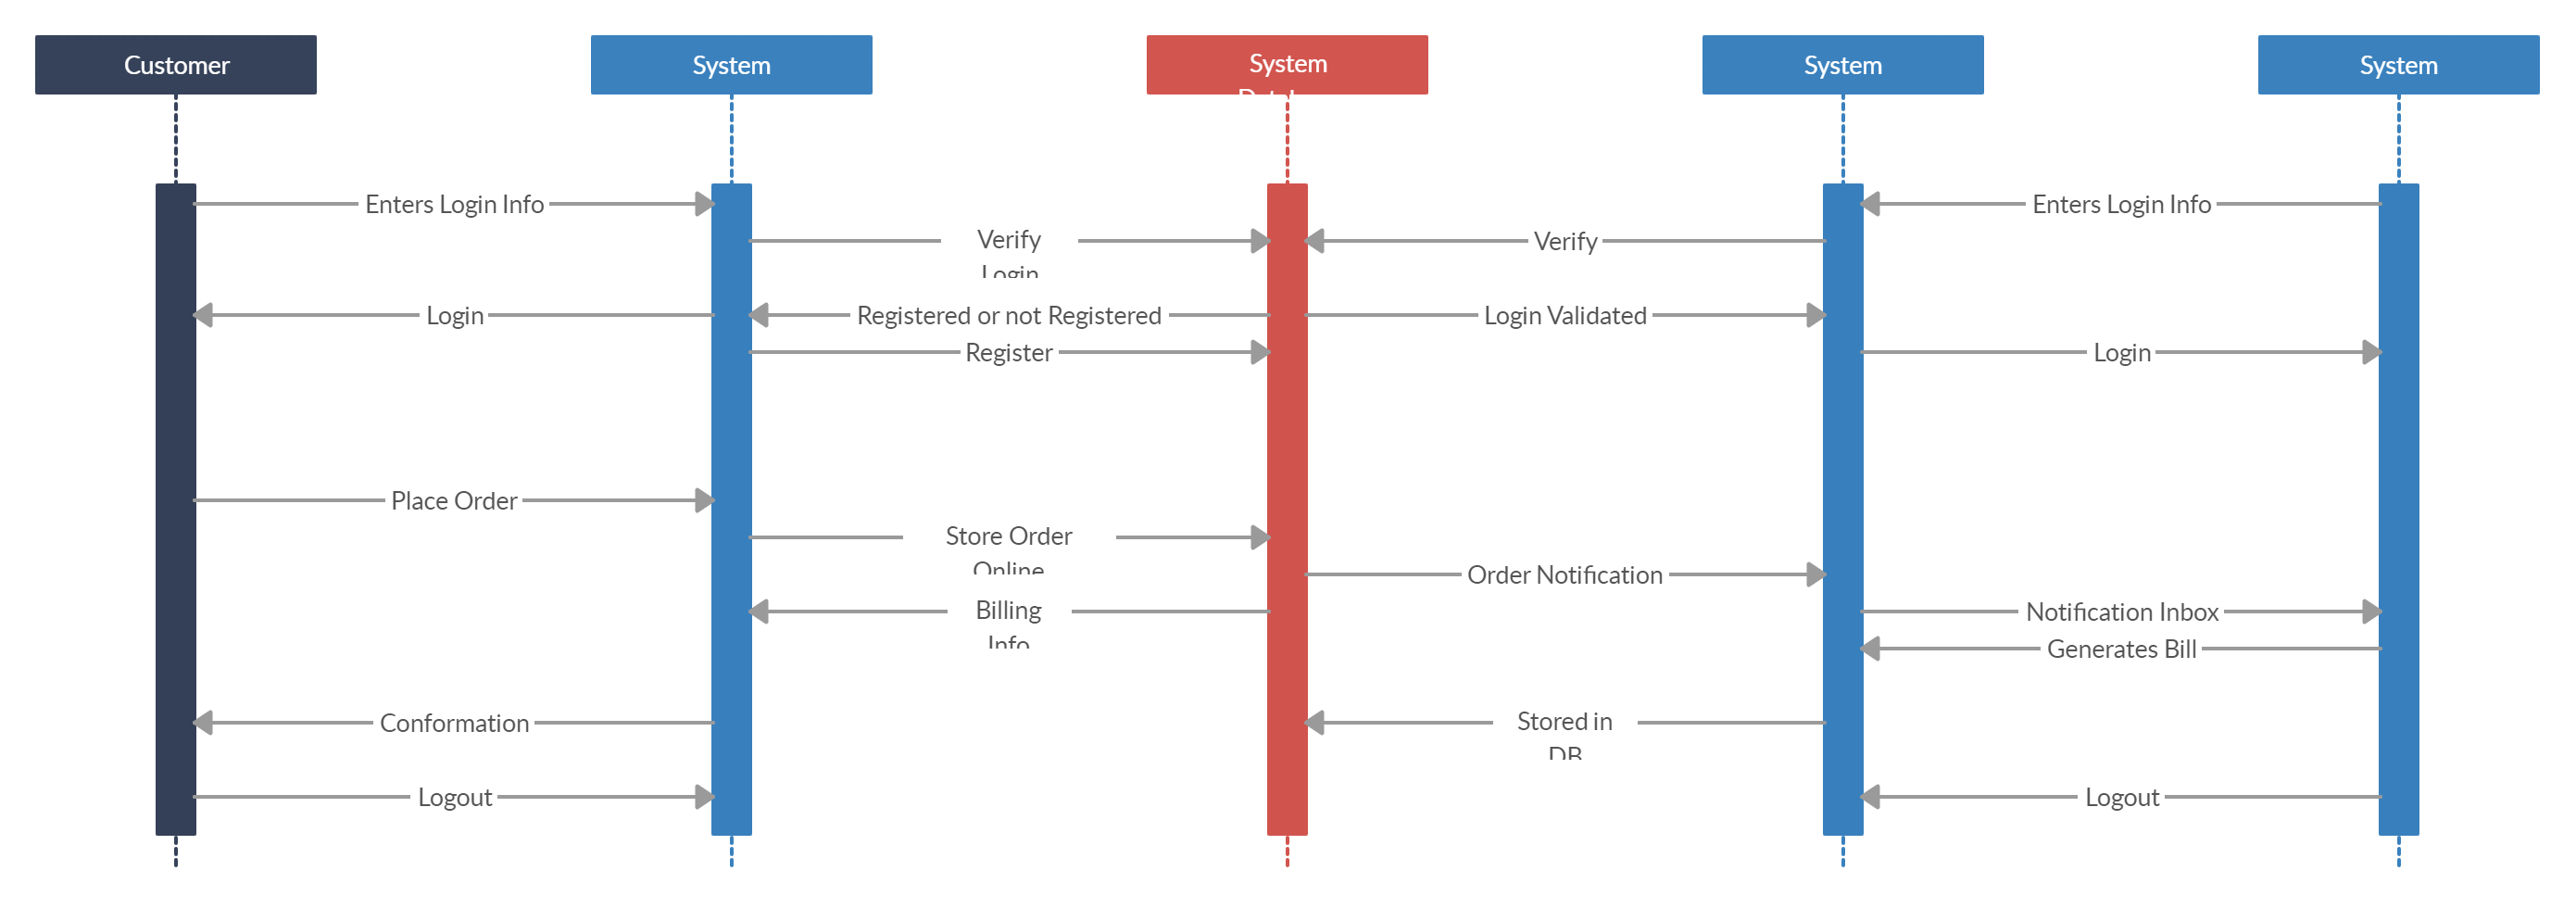 Customer
System
System
System
System
Enters Login Info
Enters Login Info
Verify
Verify
Login
Login
Registered or not Registered
Login Validated
Register
Login
Place Order
Store Order
Online
Order Notification
Billing
Info
Notification Inbox
Generates Bill
Conformation
Stored in
DB
Logout
Logout